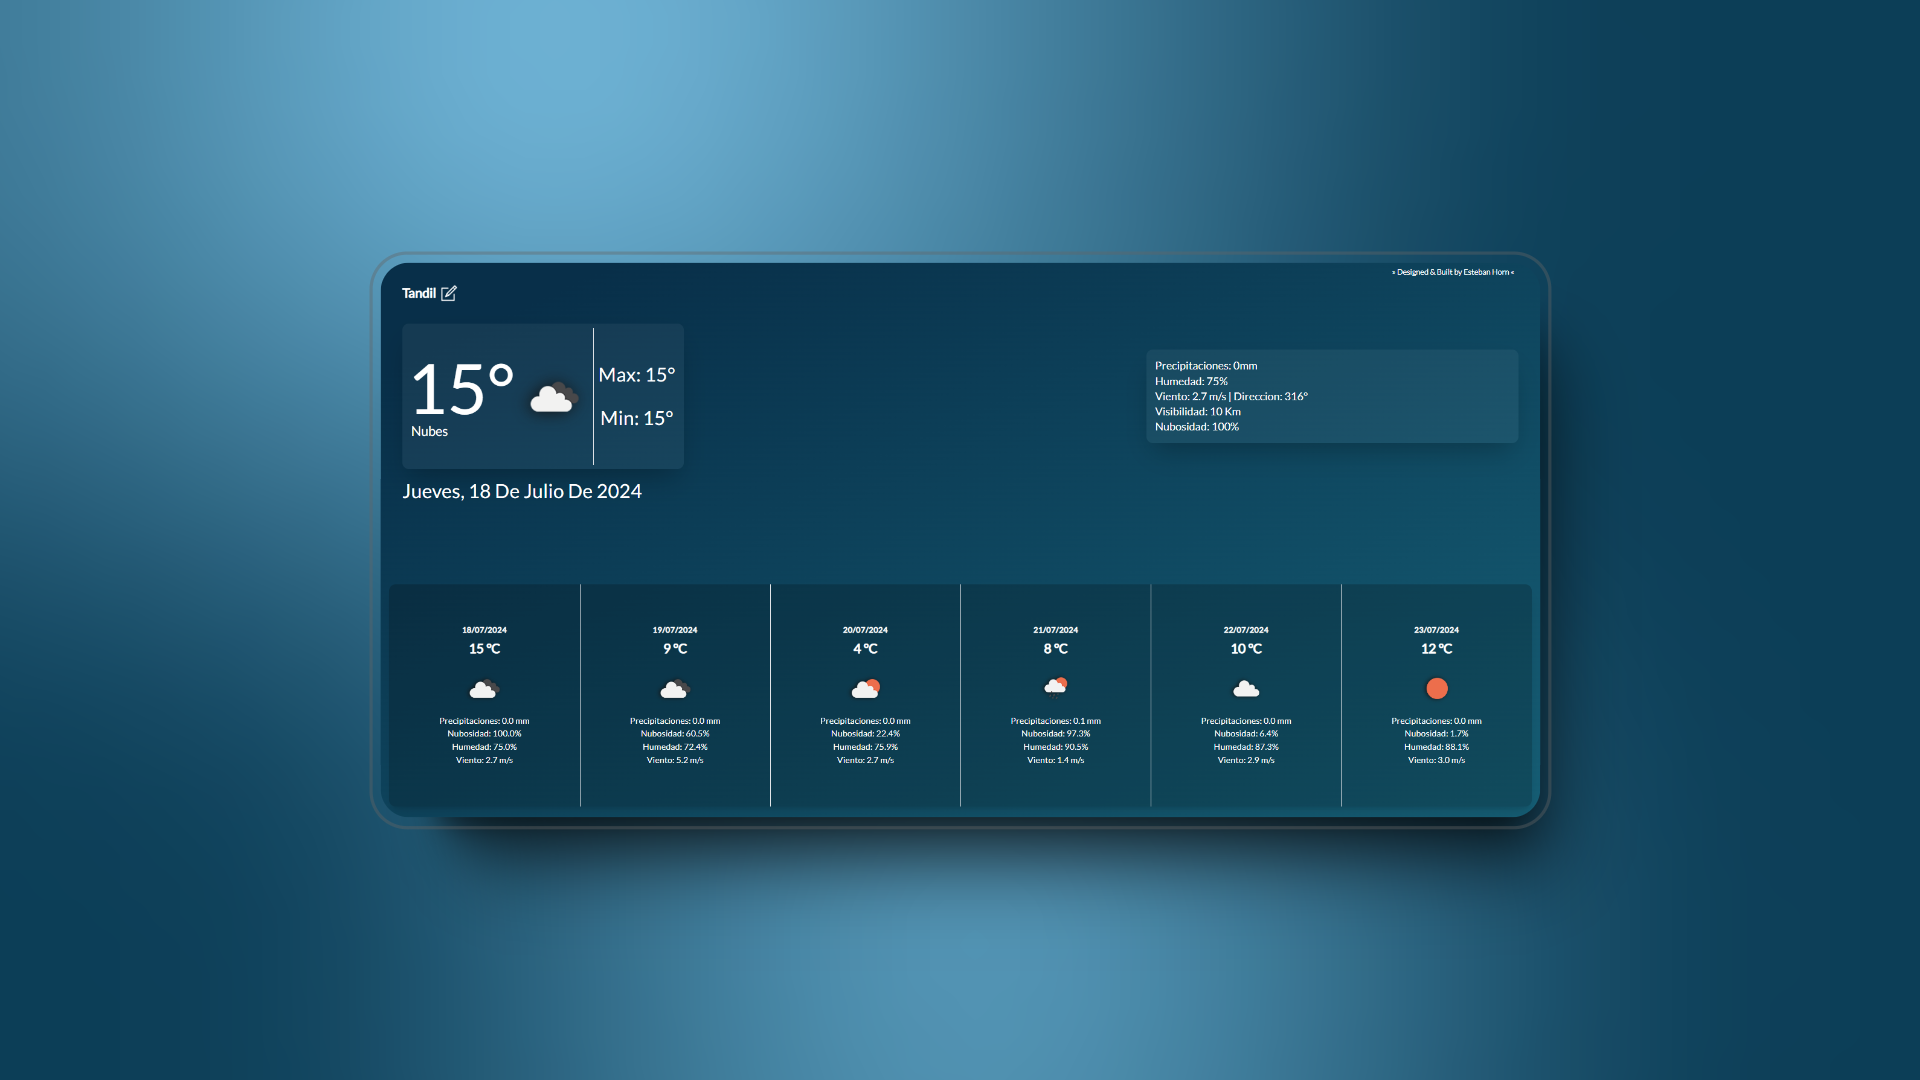 » Designed & Built by Esteban Horn «
Tandil
15°
Nubes
Max: 15°
Min: 15°
Precipitaciones: 0mm
Humedad: 75%
Viento: 2.7 m/s | Direccion: 316°
Visibilidad: 10 Km
Nubosidad: 100%
Jueves, 18 De Julio De 2024
18/07/2024
15 °C
Precipitaciones: 0.0 mm
Nubosidad: 100.0%
Humedad: 75.0%
Viento: 2.7 m/s
19/07/2024
9 °C
Precipitaciones: 0.0 mm
Nubosidad: 60.5%
Humedad: 72.4%
Viento: 5.2 m/s
20/07/2024
4 °C
Precipitaciones: 0.0 mm
Nubosidad: 22.4%
Humedad: 75.9%
Viento: 2.7 m/s
21/07/2024
8 °C
Precipitaciones: 0.1 mm
Nubosidad: 97.3%
Humedad: 90.5%
Viento: 1.4 m/s
22/07/2024
10 °C
Precipitaciones: 0.0 mm
Nubosidad: 6.4%
Humedad: 87.3%
Viento: 2.9 m/s
23/07/2024
12 °C
Precipitaciones: 0.0 mm
Nubosidad: 1.7%
Humedad: 88.1%
Viento: 3.0 m/s